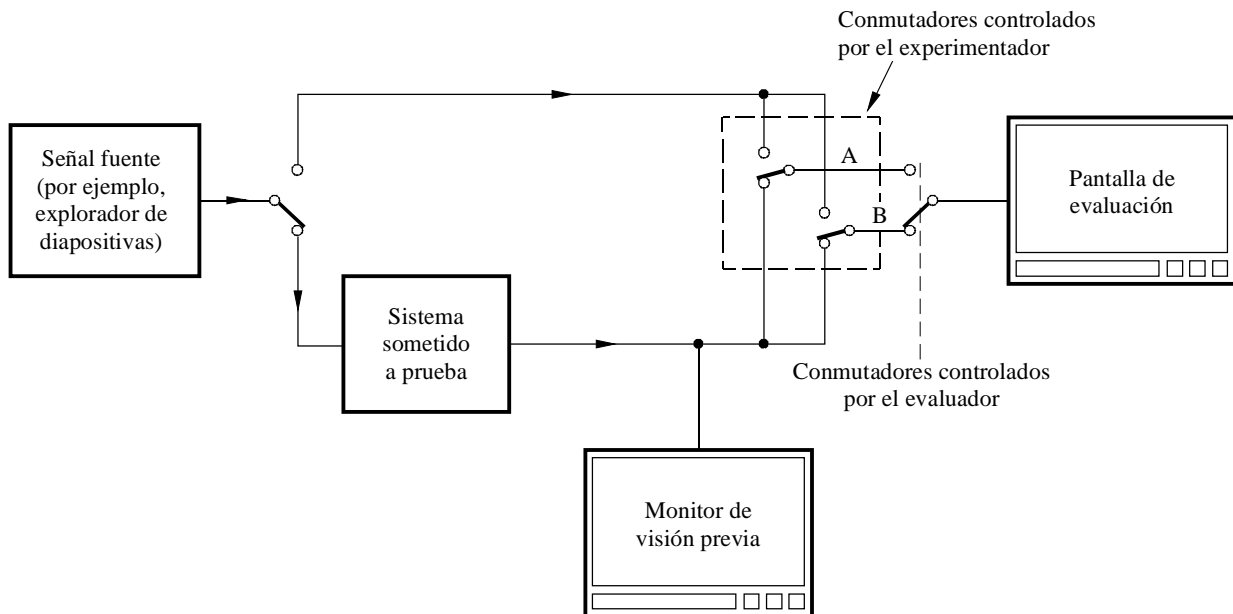 Conmutadores controlados
por el experimentador
Señal fuente
(por ejemplo,
explorador de
diapositivas)
A
B
Pantalla de
evaluación
Sistema
sometido
a prueba
Conmutadores controlados
por el evaluador
Monitor de
visión previa